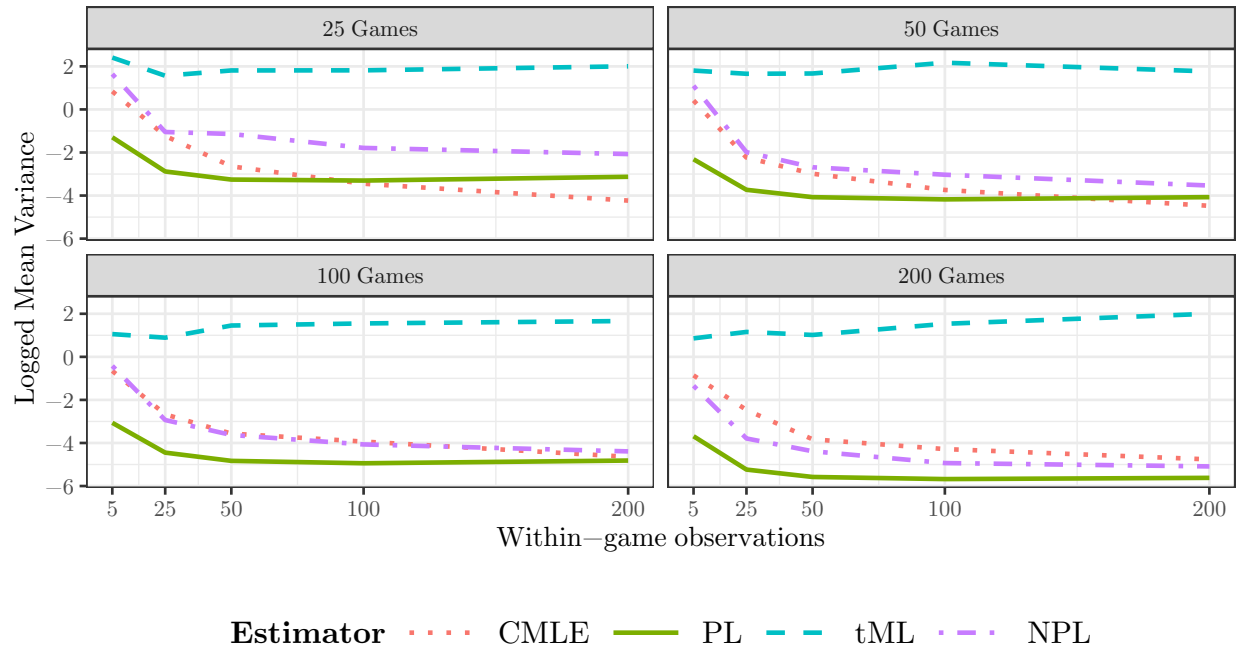 25 Games
50 Games
2
0
−2
−4
−6
100 Games
200 Games
2
0
−2
−4
−6
Logged Mean Variance
5 25 50 100 200
5 25 50 100 200
Within−game observations
Estimator CMLE PL tML NPL